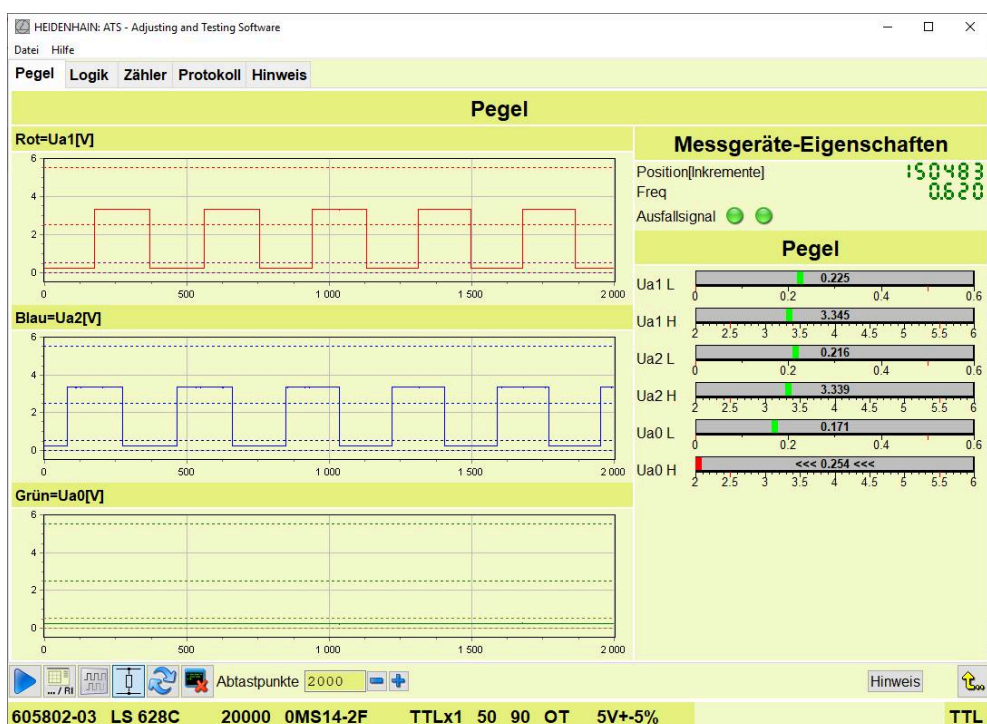 HEIDENHAIN: ATS - Adjusting and Testing Software
Datei Hilfe
Pegel Logik Zähler Protokoll Hinweis
Pegel
Rot=Ua1[V]
6
4
2
0
0 500 1 000 1 500 2 000
Blau=Ua2[V]
6
4
2
0
0 500 1 000 1 500 2 000
Grün=Ua0[V]
6
4
2
0
0 500 1 000 1 500 2 000
Messgeräte-Eigenschaften
Position[Inkremente] 150483
Freq 0.620
Ausfallsignal
Pegel
Ua1 L 0.225
0 0.2 0.4 0.6
Ua1 H 3.345
2 2.5 3 3.5 4 4.5 5 5.5 6
Ua2 L 0.216
0 0.2 0.4 0.6
Ua2 H 3.339
2 2.5 3 3.5 4 4.5 5 5.5 6
Ua0 L 0.171
0 0.2 0.4 0.6
Ua0 H <<< 0.254 <<<
2 2.5 3 3.5 4 4.5 5 5.5 6
... / RI Abtastpunkte 2000 Hinweis
605802-03 LS 628C 20000 0MS14-2F TTLx1 50 90 OT 5V+-5% TTL